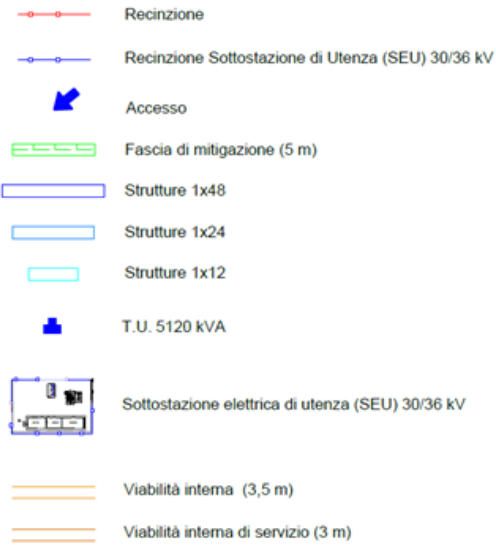 Recinzione
Recinzione Sottostazione di Utenza (SEU) 30/36 kV
Accesso
Fascia di mitigazione (5 m)
Strutture 1x48
Strutture 1x24
Strutture 1x12
T.U. 5120 kVA
Sottostazione elettrica di utenza (SEU) 30/36 kV
Viabilità interna (3,5 m)
Viabilità interna di servizio (3 m)